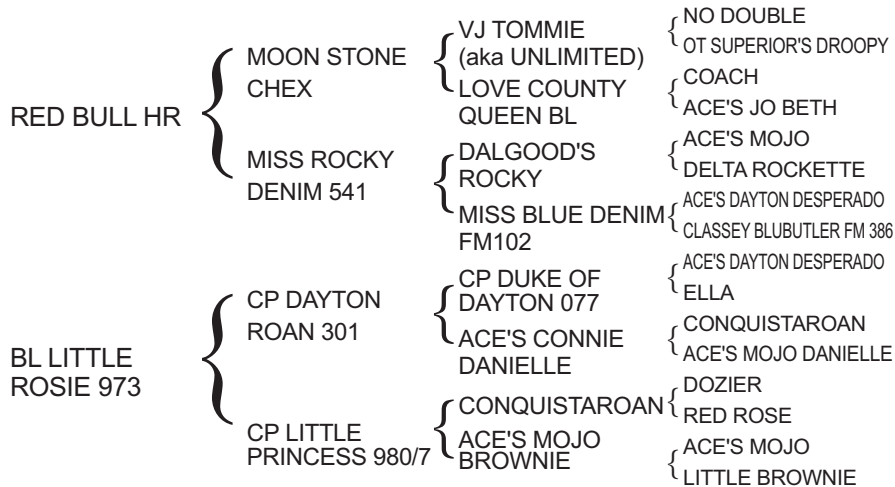 RED BULL HR
MOON STONE
CHEX
VJ TOMMIE
(aka UNLIMITED)
NO DOUBLE
OT SUPERIOR'S DROOPY
LOVE COUNTY
QUEEN BL
COACH
ACE'S JO BETH
MISS ROCKY
DENIM 541
DALGOOD'S
ROCKY
ACE'S MOJO
DELTA ROCKETTE
MISS BLUE DENIM
FM102
ACE'S DAYTON DESPERADO
CLASSEY BLUBUTLER FM 386
BL LITTLE
ROSIE 973
CP DAYTON
ROAN 301
CP DUKE OF
DAYTON 077
ACE'S DAYTON DESPERADO
ELLA
ACE'S CONNIE
DANIELLE
CONQUISTAROAN
ACE'S MOJO DANIELLE
CP LITTLE
PRINCESS 980/7
CONQUISTAROAN
DOZIER
RED ROSE
ACE'S MOJO
BROWNIE
ACE'S MOJO
LITTLE BROWNIE